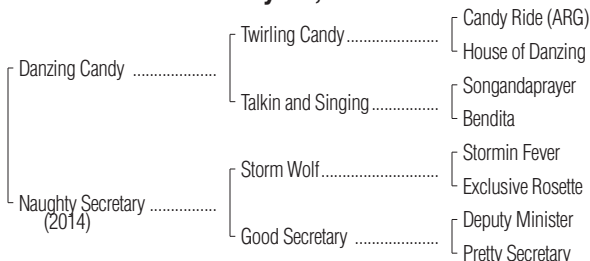 Candy Ride (ARG)
Twirling Candy
House of Danzing
Danzing Candy
Songandaprayer
Talkin and Singing
Bendita
Stormin Fever
Storm Wolf
Exclusive Rosette
Naughty Secretary
(2014)
Deputy Minister
Good Secretary
Pretty Secretary